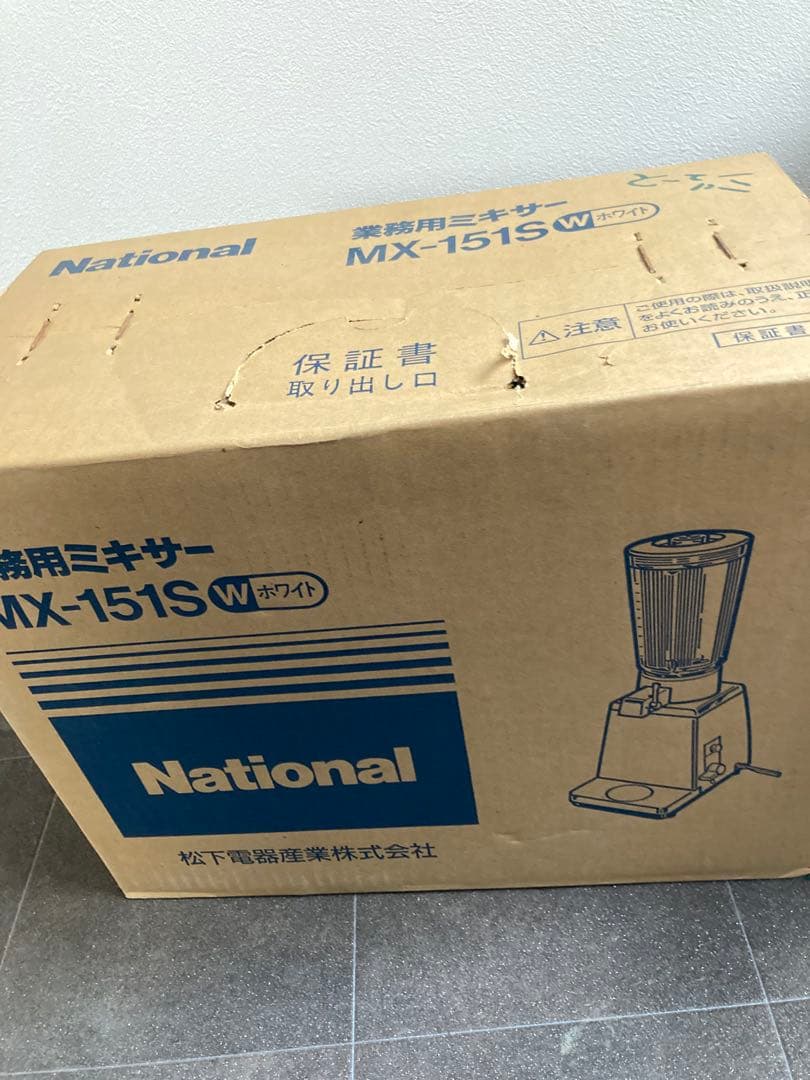 National
業務用ミキサー
MX-151S W ホワイト
保証書
取り出し口
注意
ご使用の際は、取扱説明
をよくお読みのうえ、正
お使いください。
保証書
務用ミキサー
MX-151S W ホワイト
National
松下電器産業株式会社